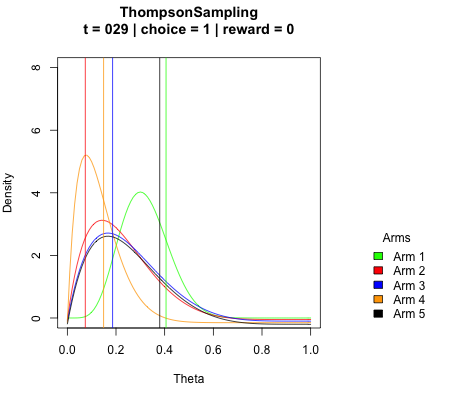 ThompsonSampling
t = 029 | choice = 1 | reward = 0
8
6
4
2
0
Density
0.0 0.2 0.4 0.6 0.8 1.0
Theta
Arms
Arm 1
Arm 2
Arm 3
Arm 4
Arm 5